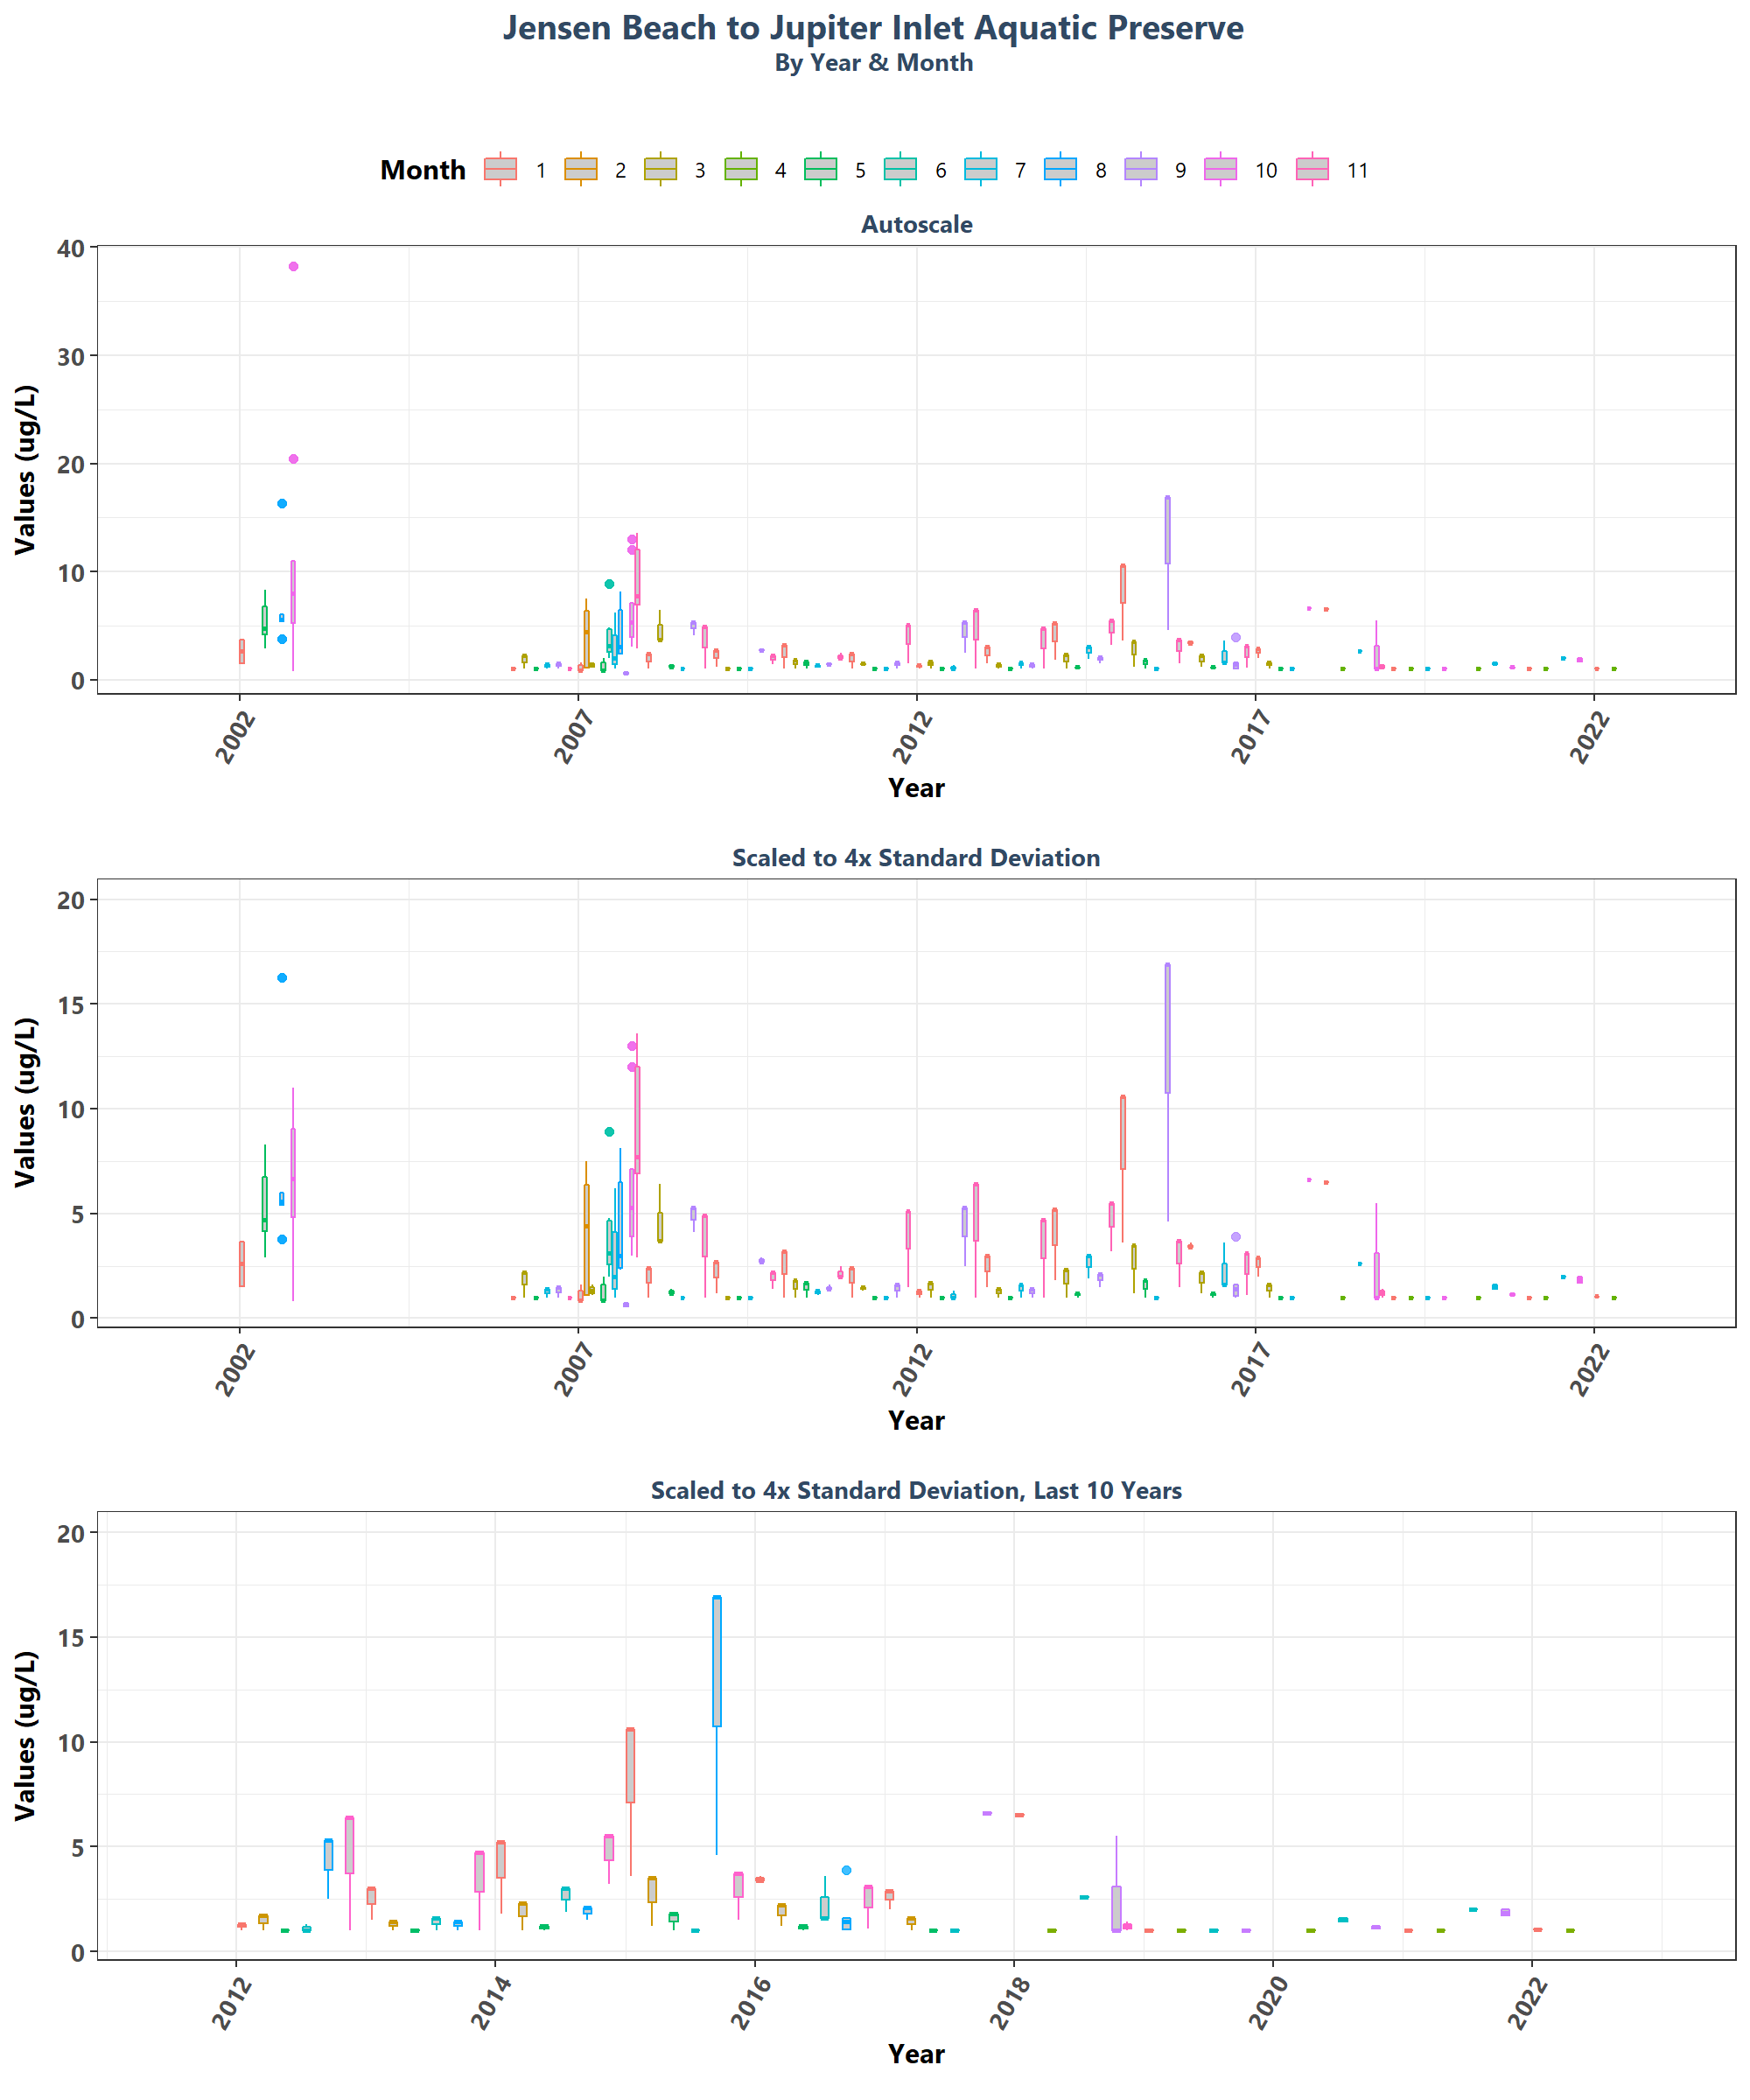 Jensen Beach to Jupiter Inlet Aquatic Preserve
By Year & Month
Month 1 2 3 4 5 6 7 8 9 10 11
Autoscale
40
30
20
10
0
Values (ug/L)
2002 2007 2012 2017 2022
Year
Scaled to 4x Standard Deviation
20
15
10
5
0
Values (ug/L)
2002 2007 2012 2017 2022
Year
Scaled to 4x Standard Deviation, Last 10 Years
20
15
10
5
0
Values (ug/L)
2012 2014 2016 2018 2020 2022
Year